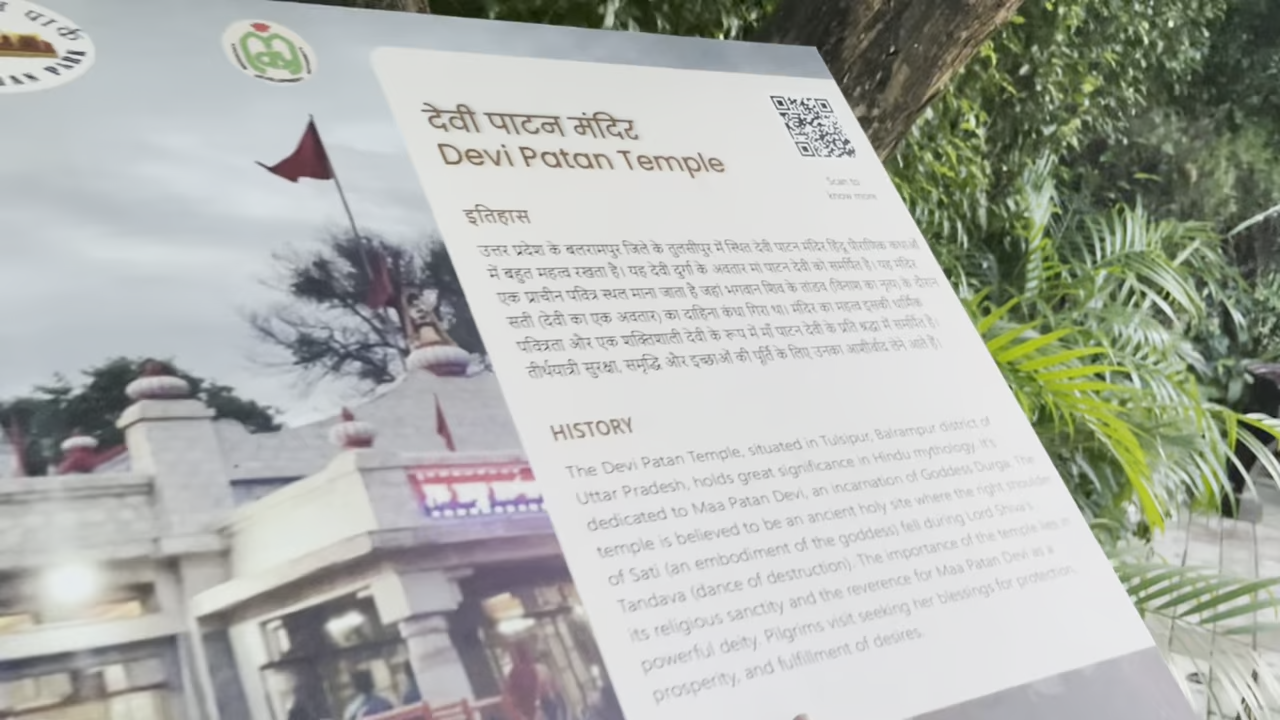 देवी पाटन मंदिर
Devi Patan Temple
Scan to
know more
इतिहास
उत्तर प्रदेश के बलरामपुर जिले के तुलसीपुर में स्थित देवी पाटन मंदिर हिंदू पौराणिक कथाओं
में बहुत महत्व रखता है। यह देवी दुर्गा के अवतार मां पाटन देवी को समर्पित है। यह मंदिर
एक प्राचीन पवित्र स्थल माना जाता है जहां भगवान शिव के तांडव (विनाश का नृत्य) के दौरान
सती (देवी का एक अवतार) का दाहिना कंधा गिरा था। मंदिर का महत्व इसकी धार्मिक
पवित्रता और एक शक्तिशाली देवी के रूप में माँ पाटन देवी के प्रति श्रद्धा में समर्पित है।
तीर्थयात्री सुरक्षा, समृद्धि और इच्छाओं की पूर्ति के लिए उनका आशीर्वाद लेने आते हैं।
HISTORY
The Devi Patan Temple, situated in Tulsipur, Balrampur district of
Uttar Pradesh, holds great significance in Hindu mythology. It's
dedicated to Maa Patan Devi, an incarnation of Goddess Durga. The
temple is believed to be an ancient holy site where the right shoulder
of Sati (an embodiment of the goddess) fell during Lord Shiva's
Tandava (dance of destruction). The importance of the temple lies in
its religious sanctity and the reverence for Maa Patan Devi as a
powerful deity. Pilgrims visit seeking her blessings for protection,
prosperity, and fulfillment of desires.